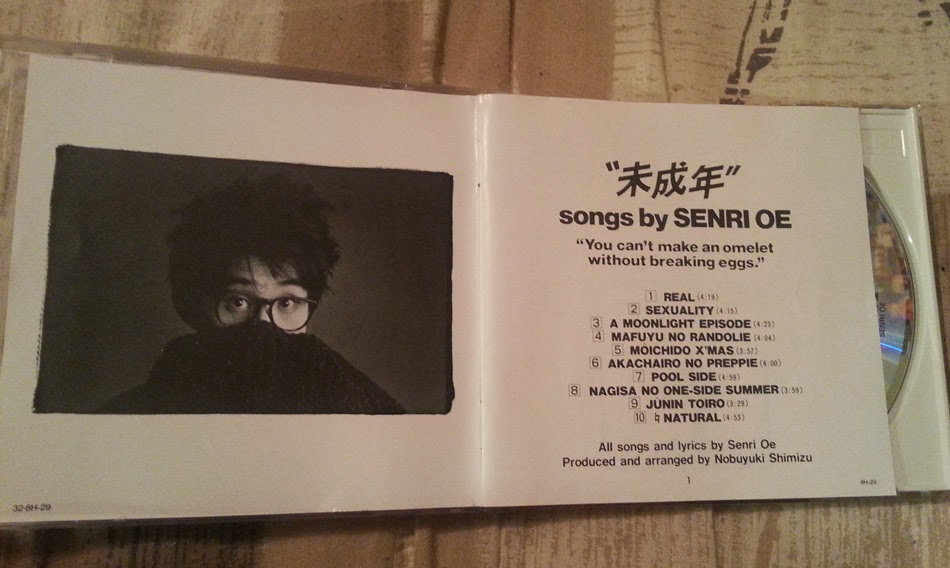 "未成年"
songs by SENRI OE
"You can't make an omelet
without breaking eggs."
1 REAL (4:19)
2 SEXUALITY (4:15)
3 A MOONLIGHT EPISODE (4:23)
4 MAFUYU NO RANDOLIE (4:04)
5 MOICHIDO X'MAS (3:57)
6 AKACHAIRO NO PREPPIE (4:00)
7 POOL SIDE (4:59)
8 NAGISA NO ONE-SIDE SUMMER (3:59)
9 JUNIN TOIRO (3:29)
10 ♮ NATURAL (4:53)
All songs and lyrics by Senri Oe
Produced and arranged by Nobuyuki Shimizu
1
8H-29
32·8H-29
SENRI OE